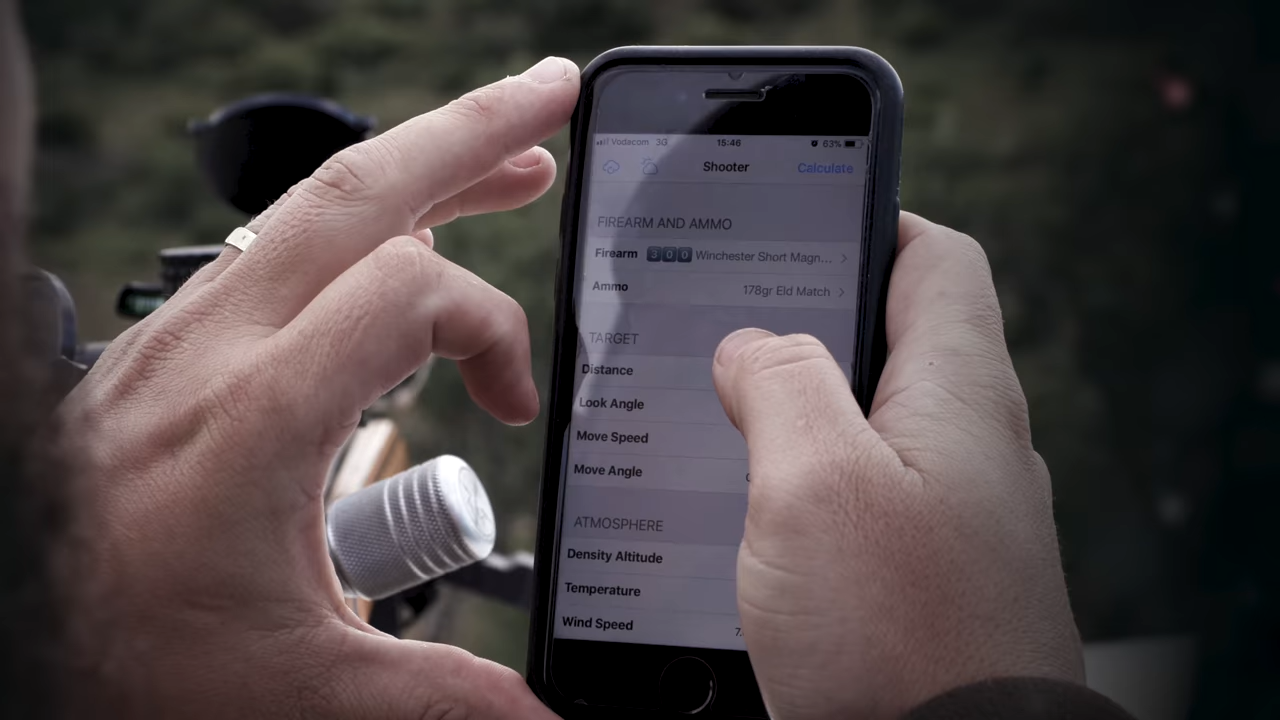 Vodacom 3G 15:46 63%
Shooter Calculate
FIREARM AND AMMO
Firearm 300 Winchester Short Magn...
Ammo 178gr Eld Match
TARGET
Distance
Look Angle
Move Speed
Move Angle
ATMOSPHERE
Density Altitude
Temperature
Wind Speed 7